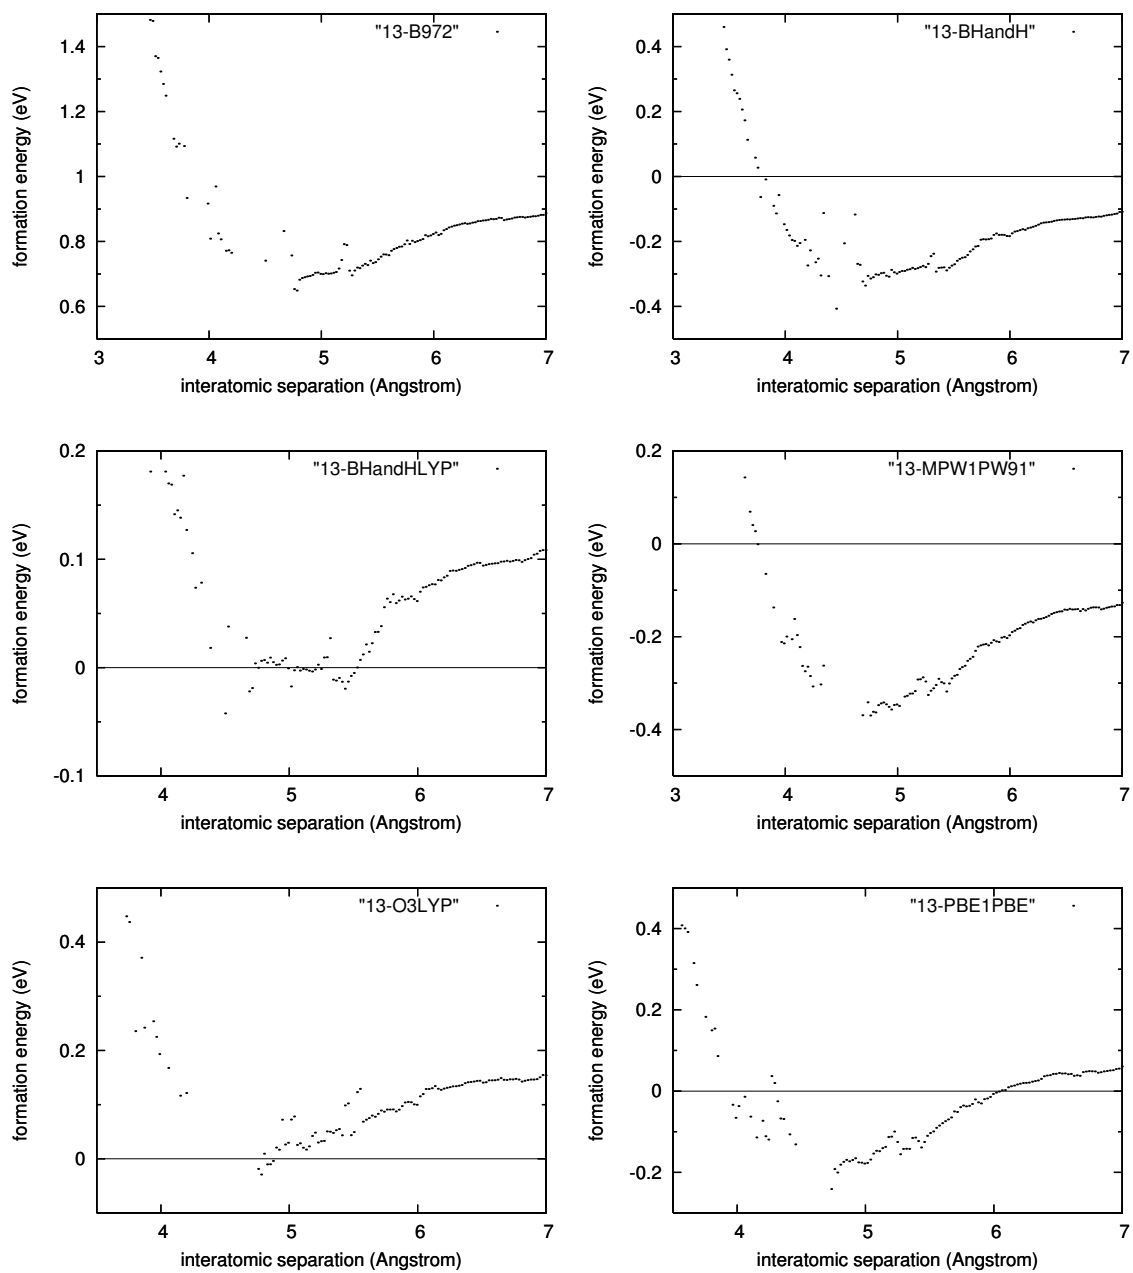 "13-B972"
formation energy (eV)
1.4
1.2
1
0.8
0.6
3 4 5 6 7
interatomic separation (Angstrom)
"13-BHandH"
formation energy (eV)
0.4
0.2
0
-0.2
-0.4
3 4 5 6 7
interatomic separation (Angstrom)
"13-BHandHLYP"
formation energy (eV)
0.2
0.1
0
-0.1
4 5 6 7
interatomic separation (Angstrom)
"13-MPW1PW91"
formation energy (eV)
0.2
0
-0.2
-0.4
3 4 5 6 7
interatomic separation (Angstrom)
"13-O3LYP"
formation energy (eV)
0.4
0.2
0
4 5 6 7
interatomic separation (Angstrom)
"13-PBE1PBE"
formation energy (eV)
0.4
0.2
0
-0.2
4 5 6 7
interatomic separation (Angstrom)